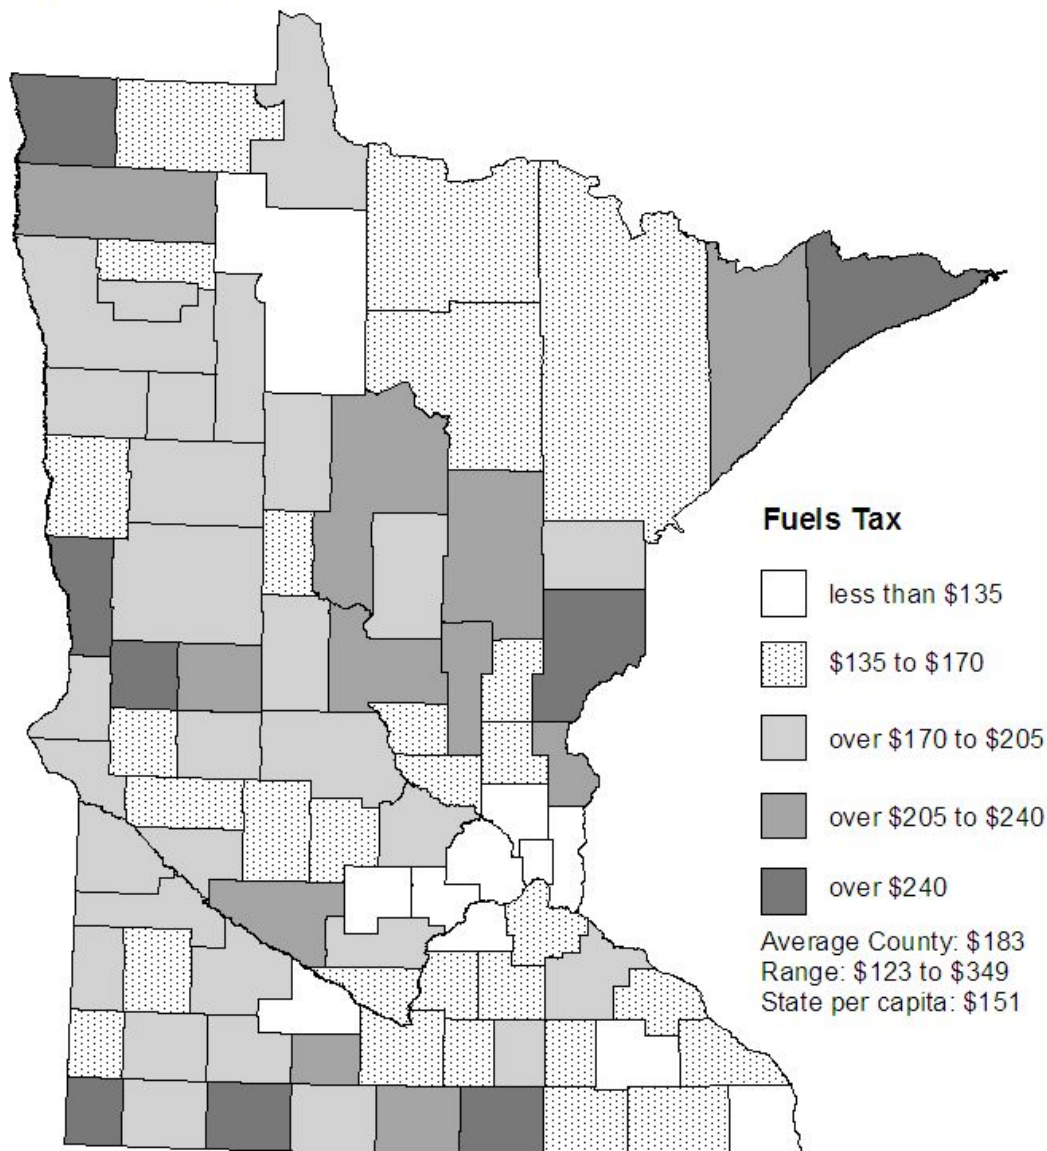 Fuels Tax
less than $135
$135 to $170
over $170 to $205
over $205 to $240
over $240
Average County: $183
Range: $123 to $349
State per capita: $151